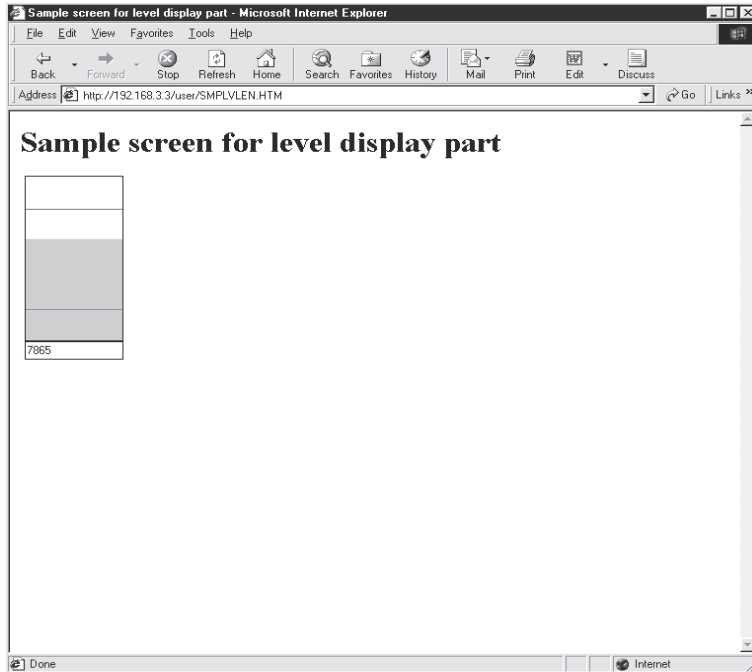 Sample screen for level display part - Microsoft Internet Explorer
File Edit View Favorites Tools Help
Back Forward Stop Refresh Home Search Favorites History Mail Print Edit Discuss
Address http://192.168.3.3/user/SMPLVLEN.HTM Go Links »
Sample screen for level display part
7865
Done Internet